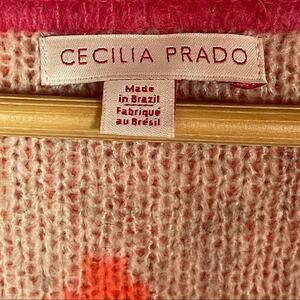 CECILIA PRADO
Made
in Brazil
Fabriqué
au Brésil